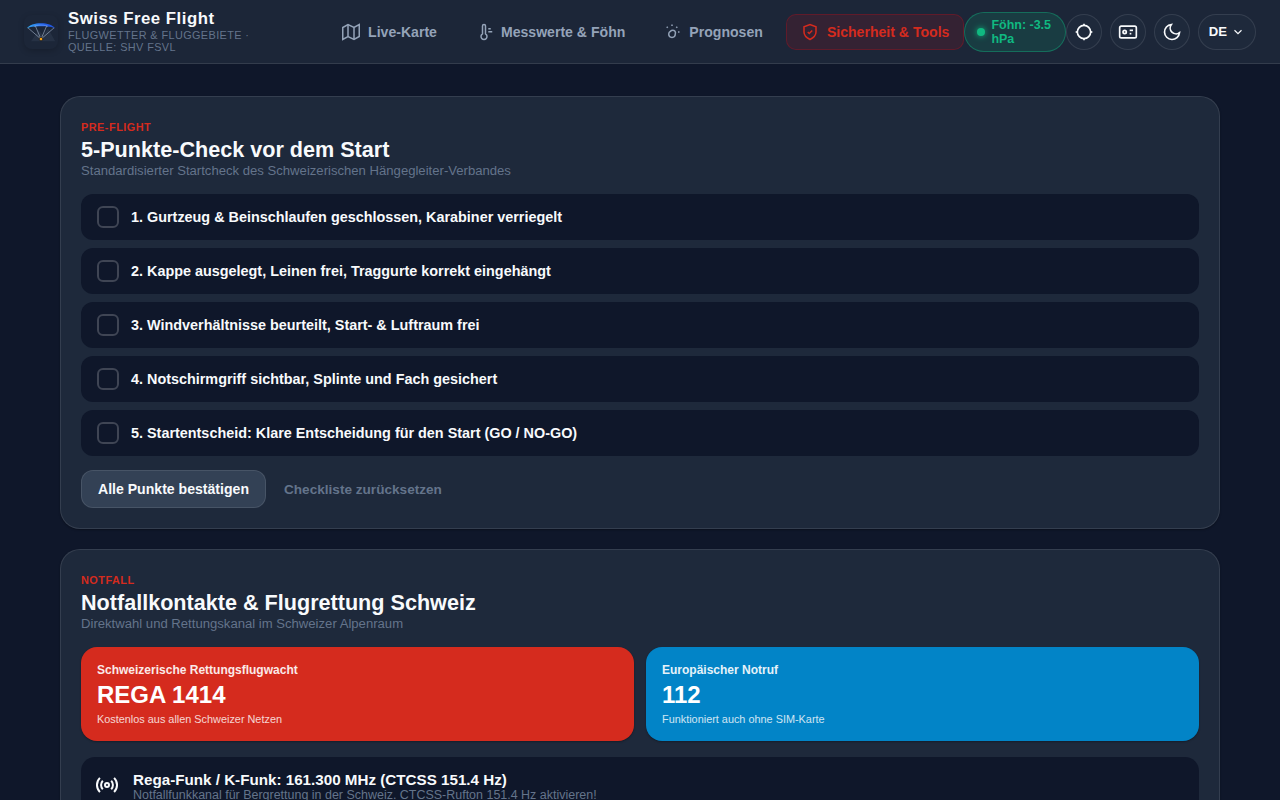 Swiss Free Flight
FLUGWETTER & FLUGGEBIETE ·
QUELLE: SHV FSVL
Live-Karte
Messwerte & Föhn
Prognosen
Sicherheit & Tools
Föhn: -3.5
hPa
DE
PRE-FLIGHT
5-Punkte-Check vor dem Start
Standardisierter Startcheck des Schweizerischen Hängegleiter-Verbandes
1. Gurtzeug & Beinschlaufen geschlossen, Karabiner verriegelt
2. Kappe ausgelegt, Leinen frei, Traggurte korrekt eingehängt
3. Windverhältnisse beurteilt, Start- & Luftraum frei
4. Notschirmgriff sichtbar, Splinte und Fach gesichert
5. Startentscheid: Klare Entscheidung für den Start (GO / NO-GO)
Alle Punkte bestätigen
Checkliste zurücksetzen
NOTFALL
Notfallkontakte & Flugrettung Schweiz
Direktwahl und Rettungskanal im Schweizer Alpenraum
Schweizerische Rettungsflugwacht
REGA 1414
Kostenlos aus allen Schweizer Netzen
Europäischer Notruf
112
Funktioniert auch ohne SIM-Karte
Rega-Funk / K-Funk: 161.300 MHz (CTCSS 151.4 Hz)
Notfallfunkkanal für Bergrettung in der Schweiz. CTCSS-Rufton 151.4 Hz aktivieren!